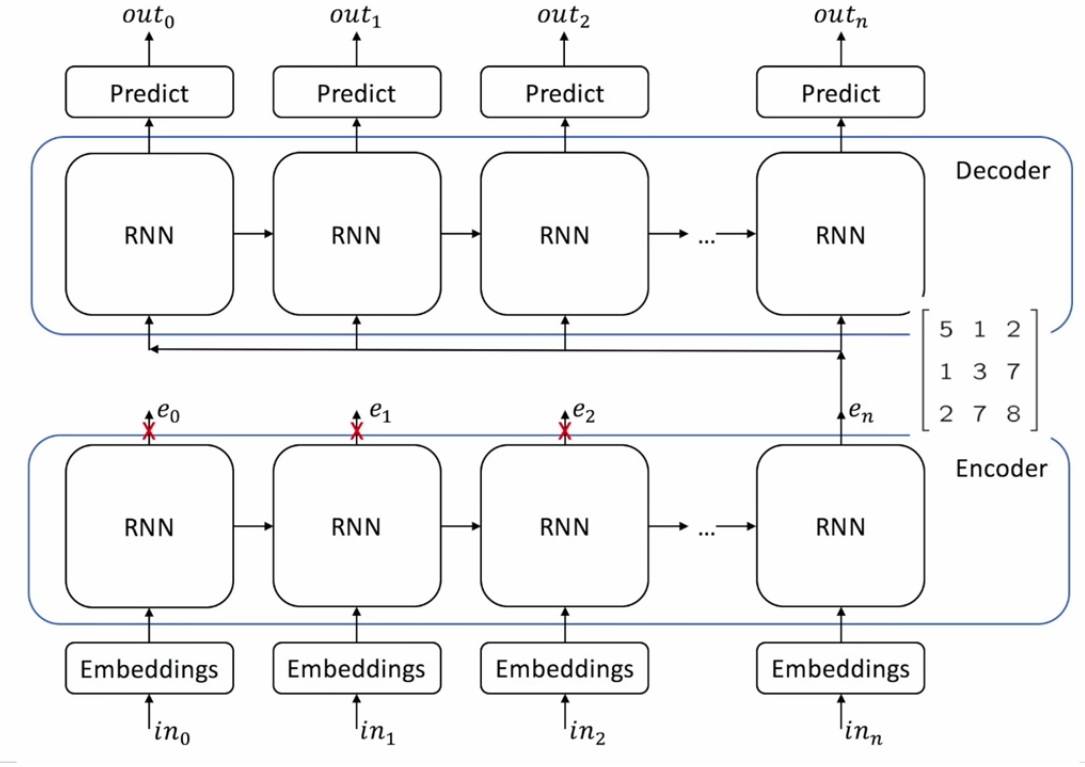 out₀ out₁ out₂ outₙ
Predict Predict Predict Predict
Decoder
RNN RNN RNN ... RNN
5 1 2
1 3 7
2 7 8
e₀ e₁ e₂ eₙ
X X X
Encoder
RNN RNN RNN ... RNN
Embeddings Embeddings Embeddings Embeddings
in₀ in₁ in₂ inₙ